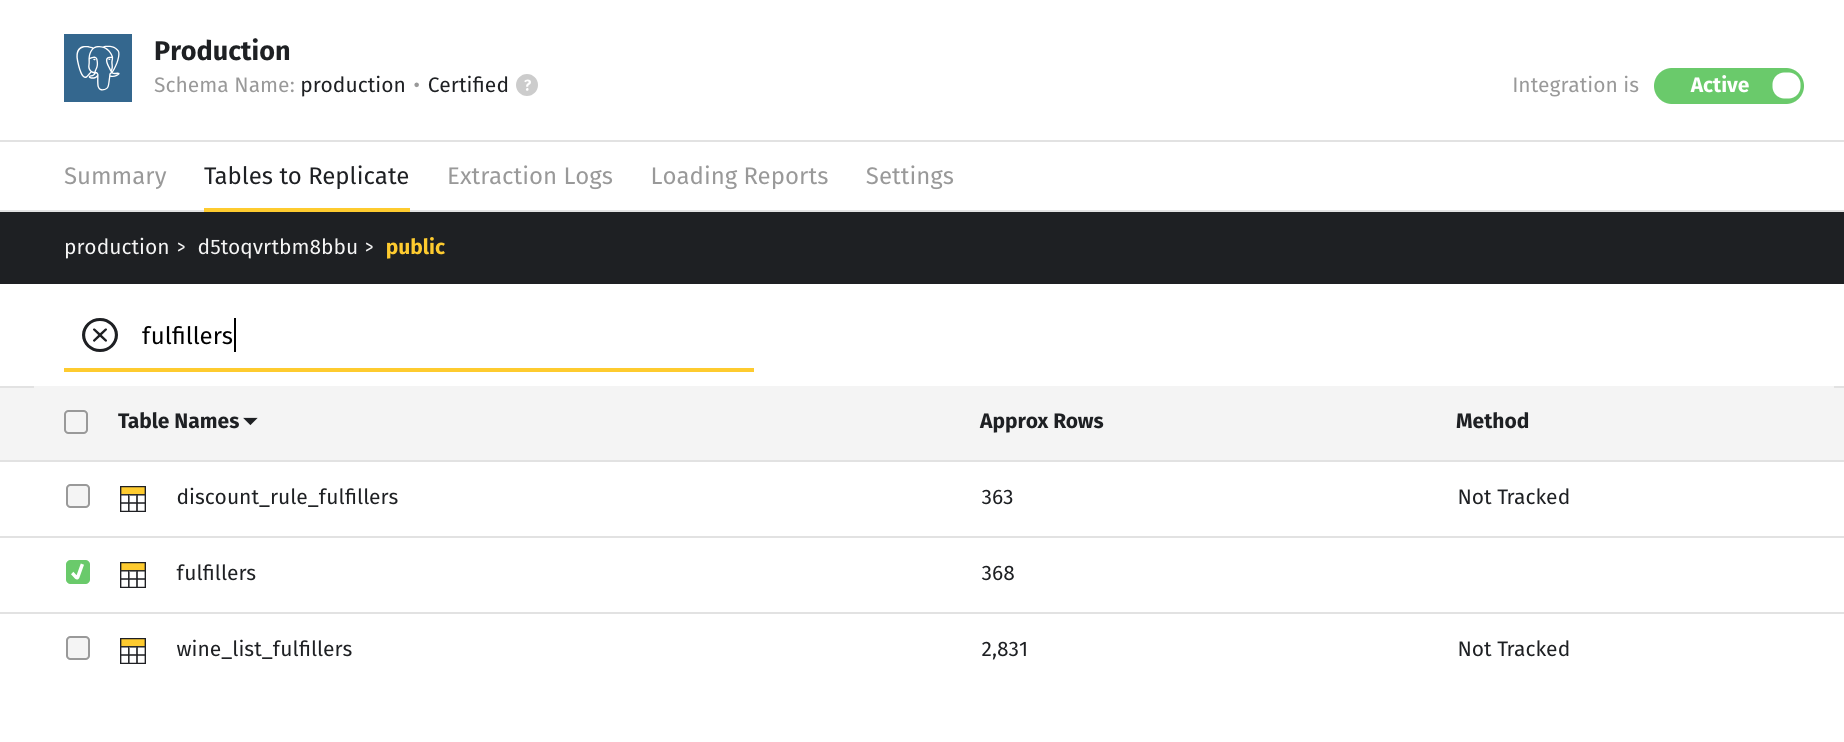 Production
Schema Name: production • Certified ?
Integration is Active
Summary Tables to Replicate Extraction Logs Loading Reports Settings
production > d5toqvrtbm8bbu > public
fulfillers
Table Names Approx Rows Method
discount_rule_fulfillers 363 Not Tracked
fulfillers 368
wine_list_fulfillers 2,831 Not Tracked